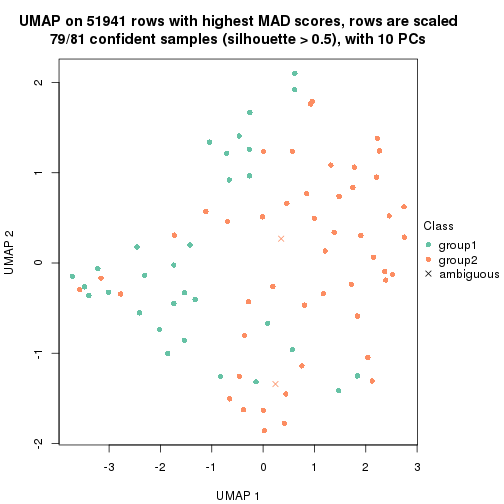 UMAP on 51941 rows with highest MAD scores, rows are scaled
79/81 confident samples (silhouette > 0.5), with 10 PCs
2
1
0
-1
-2
UMAP 2
-3
-2
-1
0
1
2
3
UMAP 1
Class
group1
group2
ambiguous